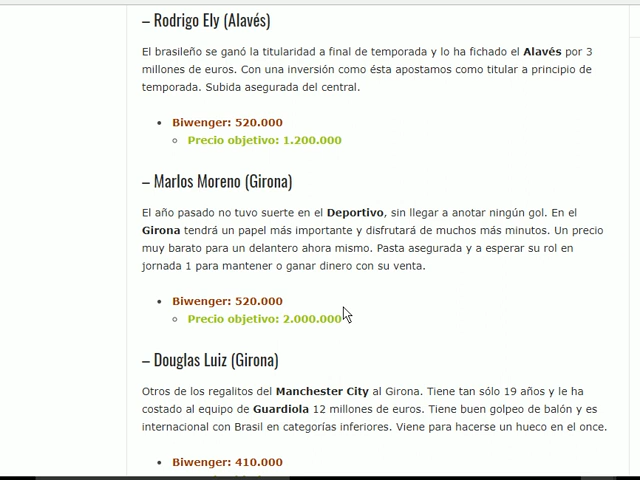 – Rodrigo Ely (Alavés)
El brasileño se ganó la titularidad a final de temporada y lo ha fichado el Alavés por 3
millones de euros. Con una inversión como ésta apostamos como titular a principio de
temporada. Subida asegurada del central.
• Biwenger: 520.000
◦ Precio objetivo: 1.200.000
– Marlos Moreno (Girona)
El año pasado no tuvo suerte en el Deportivo, sin llegar a anotar ningún gol. En el
Girona tendrá un papel más importante y disfrutará de muchos más minutos. Un precio
muy barato para un delantero ahora mismo. Pasta asegurada y a esperar su rol en
jornada 1 para mantener o ganar dinero con su venta.
• Biwenger: 520.000
◦ Precio objetivo: 2.000.000
– Douglas Luiz (Girona)
Otros de los regalitos del Manchester City al Girona. Tiene tan sólo 19 años y le ha
costado al equipo de Guardiola 12 millones de euros. Tiene buen golpeo de balón y es
internacional con Brasil en categorías inferiores. Viene para hacerse un hueco en el once.
• Biwenger: 410.000